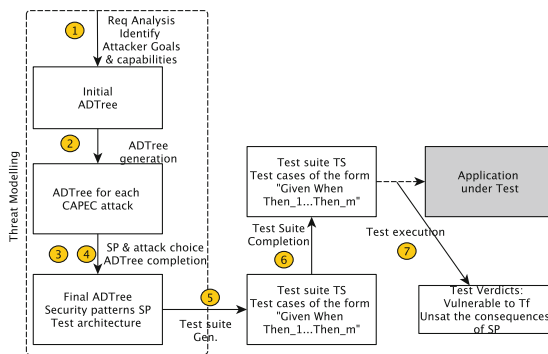 1
Req Analysis
Identify
Attacker Goals
& capabilities
Threat Modelling
Initial
ADTree
2
ADTree
generation
ADTree for each
CAPEC attack
3
4
SP & attack choice
ADTree completion
Final ADTree
Security patterns SP
Test architecture
5
Test suite
Gen.
Test suite TS
Test cases of the form
"Given When
Then_1...Then_m"
Test Suite
Completion
6
Test suite TS
Test cases of the form
"Given When
Then_1...Then_m"
Application
under Test
Test execution
7
Test Verdicts:
Vulnerable to Tf
Unsat the consequences
of SP